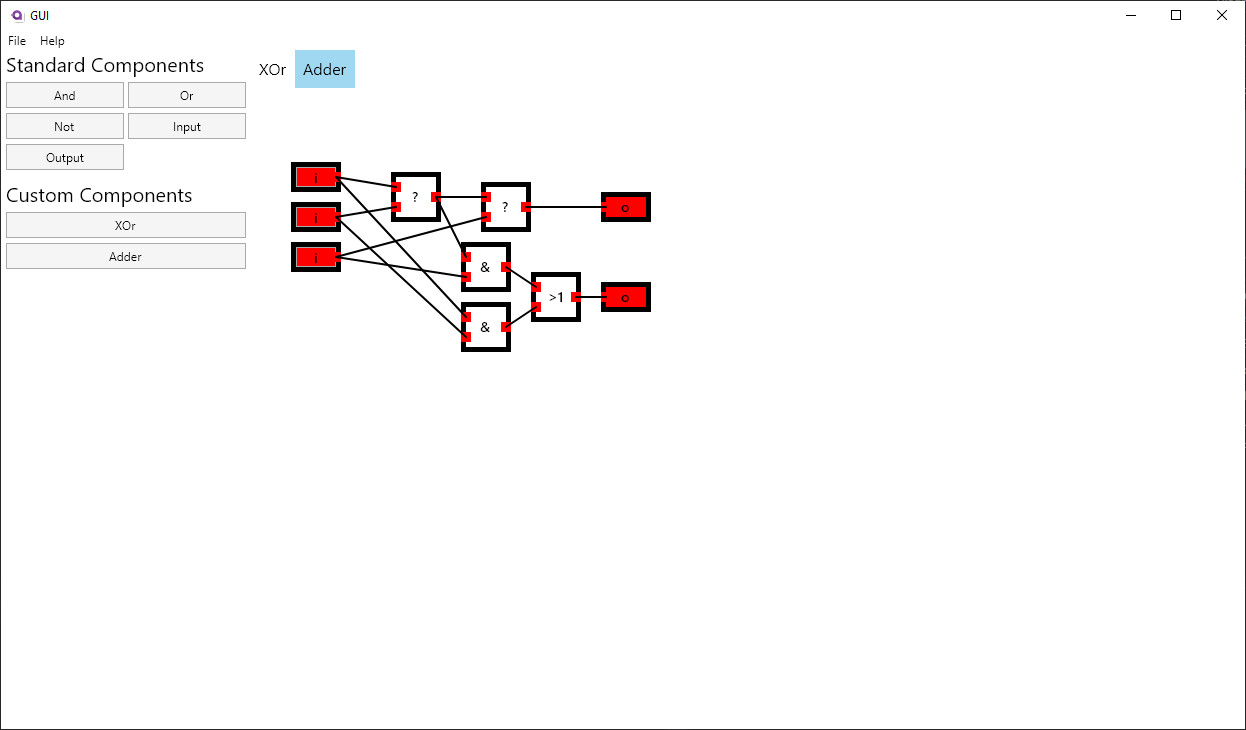 GUI
File Help
Standard Components
And Or
Not Input
Output
Custom Components
XOr
Adder
XOr Adder
i
i
i
?
?
&
&
>1
o
o